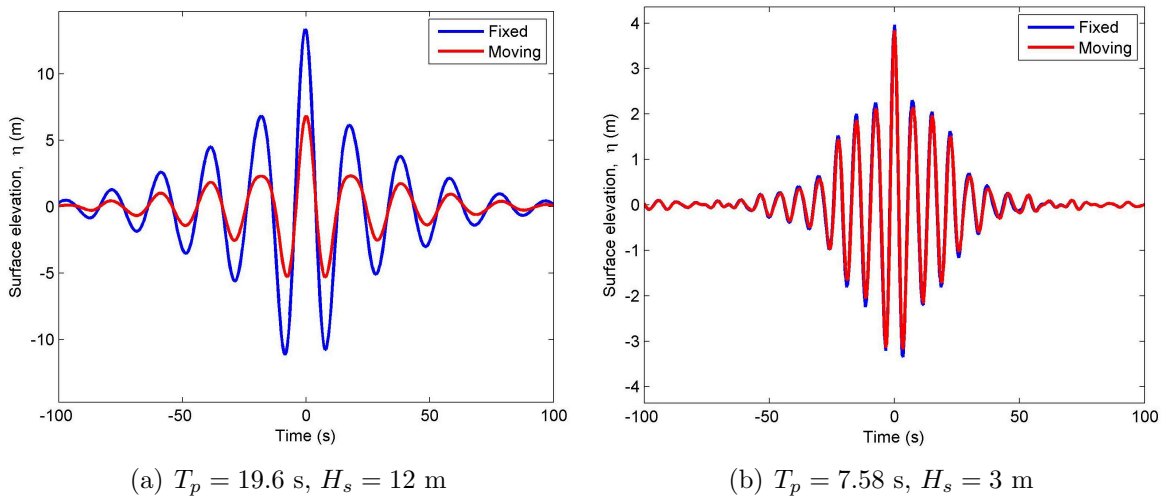 Fixed
Moving
Surface elevation, η (m)
10
5
0
-5
-10
-100 -50 0 50 100
Time (s)
(a) Tp = 19.6 s, Hs = 12 m
Fixed
Moving
Surface elevation, η (m)
4
3
2
1
0
-1
-2
-3
-4
-100 -50 0 50 100
Time (s)
(b) Tp = 7.58 s, Hs = 3 m